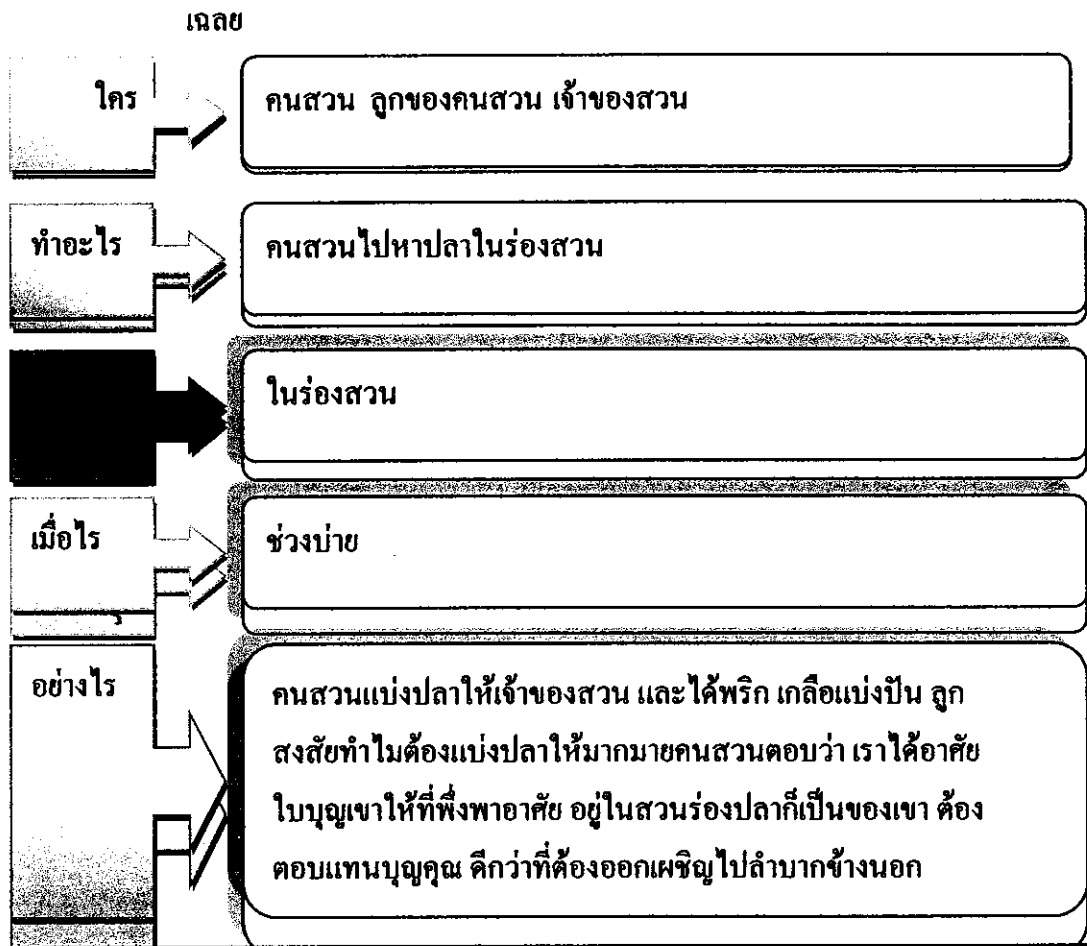 เฉลย
ใคร
คนสวน ลูกของคนสวน เจ้าของสวน
ทำอะไร
คนสวนไปหาปลาในร่องสวน
ในร่องสวน
เมื่อไร
ช่วงบ่าย
อย่างไร
คนสวนแบ่งปลาให้เจ้าของสวน และได้พริก เกลือแบ่งปัน ลูก
สงสัยทำไมต้องแบ่งปลาให้มากมายคนสวนตอบว่า เราได้อาศัย
ใบบุญเขาให้ที่พึ่งพาอาศัย อยู่ในสวนร่องปลาก็เป็นของเขา ต้อง
ตอบแทนบุญคุณ ดีกว่าที่ต้องออกเผชิญไปลำบากข้างนอก